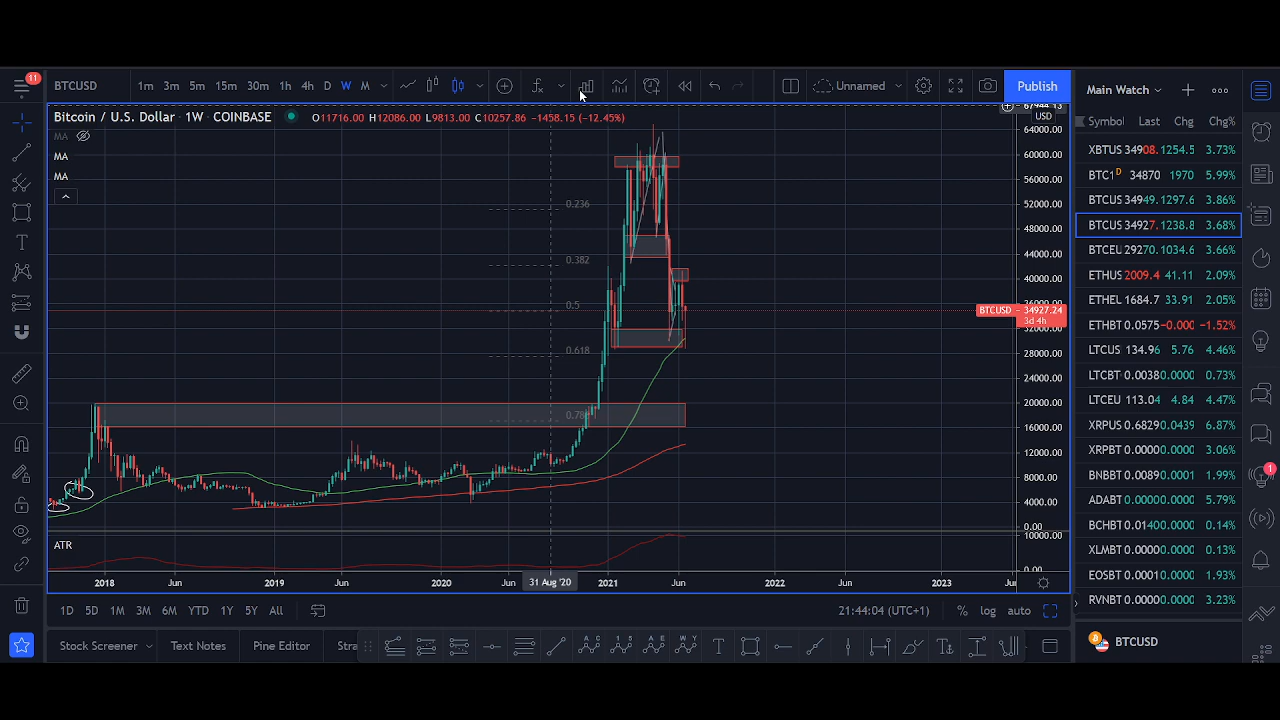 11
BTCUSD 1m 3m 5m 15m 30m 1h 4h D W M Unnamed Publish
Main Watch
Bitcoin / U.S. Dollar · 1W · COINBASE O11716.00 H12086.00 L9813.00 C10257.86 -1458.15 (-12.45%)
MA
MA
MA
USD
64000.00
60000.00
56000.00
52000.00
48000.00
44000.00
40000.00
BTCUSD 34927.24
3d 4h
28000.00
24000.00
20000.00
16000.00
12000.00
8000.00
4000.00
0.00
10000.00
0.236
0.382
0.5
0.618
ATR
2018 Jun 2019 Jun 2020 Jun 31 Aug '20 2021 Jun 2022 Jun 2023
Symbol Last Chg Chg%
XBTUS 34908. 1254.5 3.73%
BTC1 D 34870 1970 5.99%
BTCUS 34949. 1297.6 3.86%
BTCUS 34927. 1238.8 3.68%
BTCEU 29270. 1034.6 3.66%
ETHUS 2009.4 41.11 2.09%
ETHEU 1684.7 33.91 2.05%
ETHBT 0.0575 -0.000 -1.52%
LTCUS 134.96 5.76 4.46%
LTCBT 0.0038 0.0000 0.73%
LTCEU 113.04 4.84 4.47%
XRPUS 0.6829 0.0439 6.87%
XRPBT 0.0000 0.0000 3.06%
BNBBT 0.0089 0.0001 1.99%
ADABT 0.0000 0.0000 5.79%
BCHBT 0.01400 0.0000 0.14%
XLMBT 0.0000 0.0000 0.13%
EOSBT 0.0001 0.0000 1.93%
RVNBT 0.0000 0.0000 3.23%
1
1D 5D 1M 3M 6M YTD 1Y 5Y All 21:44:04 (UTC+1) % log auto
Stock Screener Text Notes Pine Editor Stra
BTCUSD